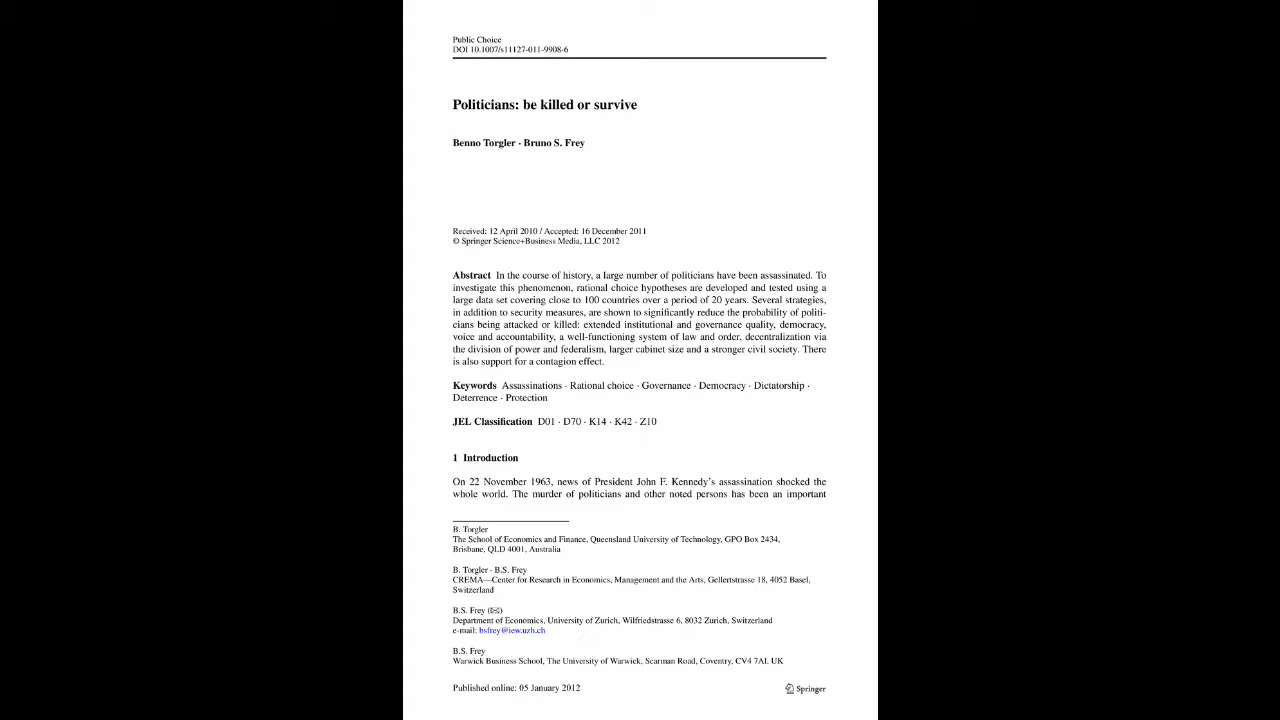 Public Choice
DOI 10.1007/s11127-011-9908-6
Politicians: be killed or survive
Benno Torgler · Bruno S. Frey
Received: 12 April 2010 / Accepted: 16 December 2011
© Springer Science+Business Media, LLC 2012
Abstract In the course of history, a large number of politicians have been assassinated. To
investigate this phenomenon, rational choice hypotheses are developed and tested using a
large data set covering close to 100 countries over a period of 20 years. Several strategies,
in addition to security measures, are shown to significantly reduce the probability of politi-
cians being attacked or killed: extended institutional and governance quality, democracy,
voice and accountability, a well-functioning system of law and order, decentralization via
the division of power and federalism, larger cabinet size and a stronger civil society. There
is also support for a contagion effect.
Keywords Assassinations · Rational choice · Governance · Democracy · Dictatorship ·
Deterrence · Protection
JEL Classification D01 · D70 · K14 · K42 · Z10
1 Introduction
On 22 November 1963, news of President John F. Kennedy's assassination shocked the
whole world. The murder of politicians and other noted persons has been an important
B. Torgler
The School of Economics and Finance, Queensland University of Technology, GPO Box 2434,
Brisbane, QLD 4001, Australia
B. Torgler · B.S. Frey
CREMA—Center for Research in Economics, Management and the Arts, Gellertstrasse 18, 4052 Basel,
Switzerland
B.S. Frey (✉)
Department of Economics, University of Zurich, Wilfriedstrasse 6, 8032 Zurich, Switzerland
e-mail: bsfrey@iew.uzh.ch
B.S. Frey
Warwick Business School, The University of Warwick, Scarman Road, Coventry, CV4 7Al. UK
Published online: 05 January 2012
Springer